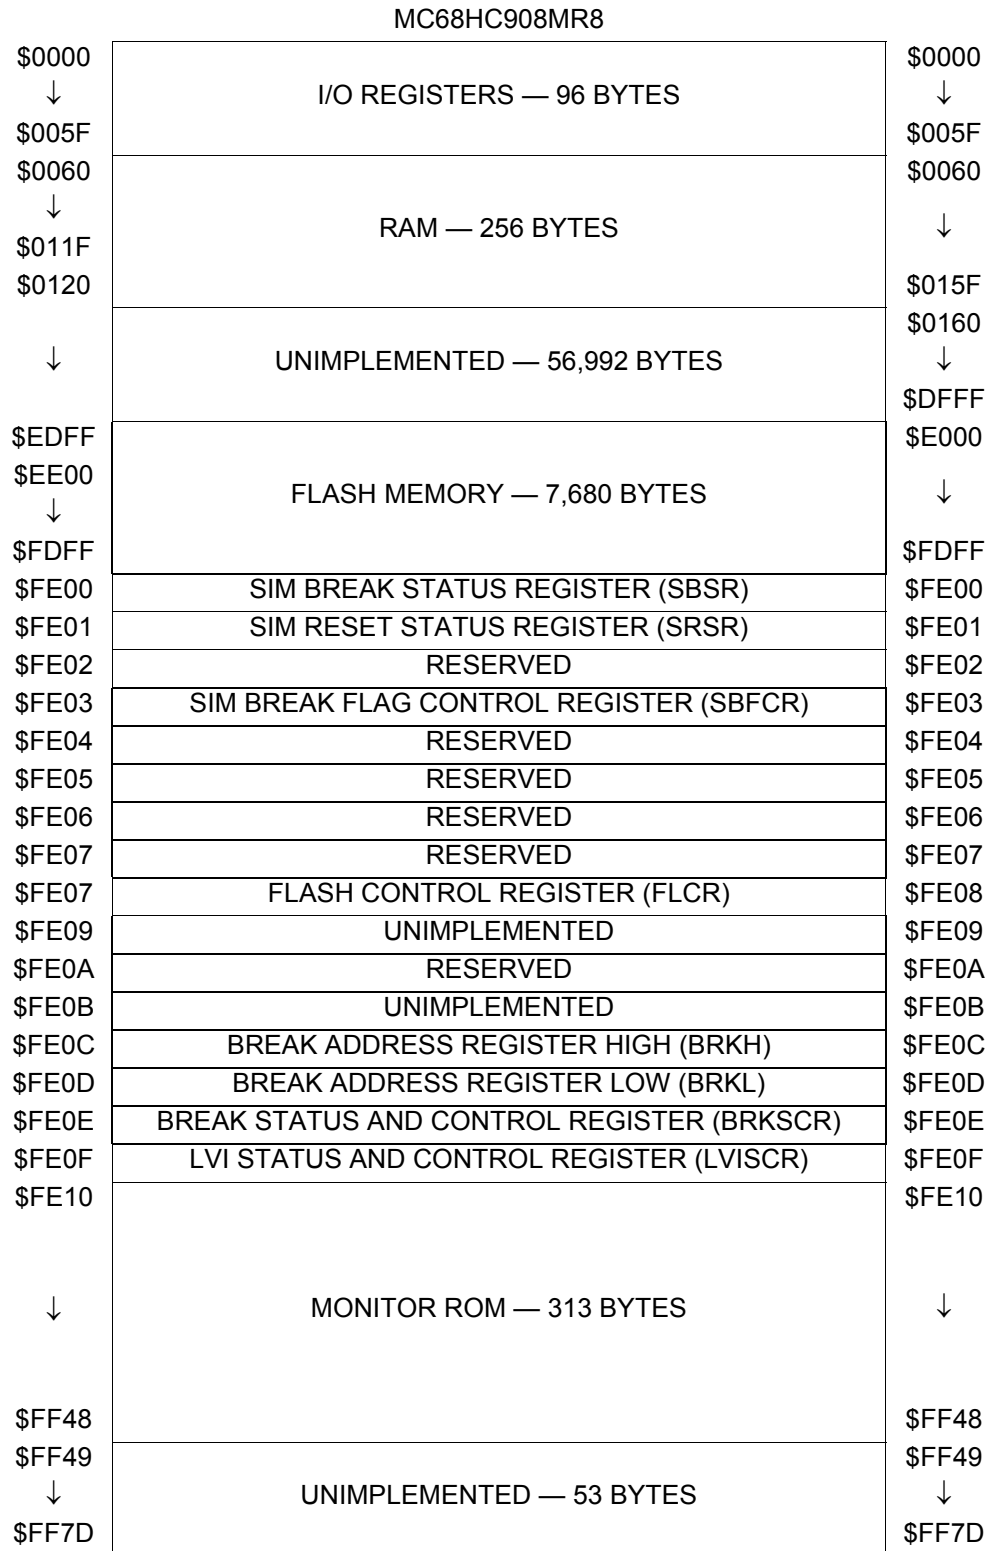 MC68HC908MR8
$0000 $0000
↓ I/O REGISTERS — 96 BYTES ↓
$005F $005F
$0060 $0060
↓ RAM — 256 BYTES ↓
$011F
$0120 $015F
$0160
↓ UNIMPLEMENTED — 56,992 BYTES ↓
$DFFF
$EDFF $E000
$EE00
↓ FLASH MEMORY — 7,680 BYTES ↓
$FDFF $FDFF
$FE00 SIM BREAK STATUS REGISTER (SBSR) $FE00
$FE01 SIM RESET STATUS REGISTER (SRSR) $FE01
$FE02 RESERVED $FE02
$FE03 SIM BREAK FLAG CONTROL REGISTER (SBFCR) $FE03
$FE04 RESERVED $FE04
$FE05 RESERVED $FE05
$FE06 RESERVED $FE06
$FE07 RESERVED $FE07
$FE07 FLASH CONTROL REGISTER (FLCR) $FE08
$FE09 UNIMPLEMENTED $FE09
$FE0A RESERVED $FE0A
$FE0B UNIMPLEMENTED $FE0B
$FE0C BREAK ADDRESS REGISTER HIGH (BRKH) $FE0C
$FE0D BREAK ADDRESS REGISTER LOW (BRKL) $FE0D
$FE0E BREAK STATUS AND CONTROL REGISTER (BRKSCR) $FE0E
$FE0F LVI STATUS AND CONTROL REGISTER (LVISCR) $FE0F
$FE10 $FE10
↓ MONITOR ROM — 313 BYTES ↓
$FF48 $FF48
$FF49 $FF49
↓ UNIMPLEMENTED — 53 BYTES ↓
$FF7D $FF7D